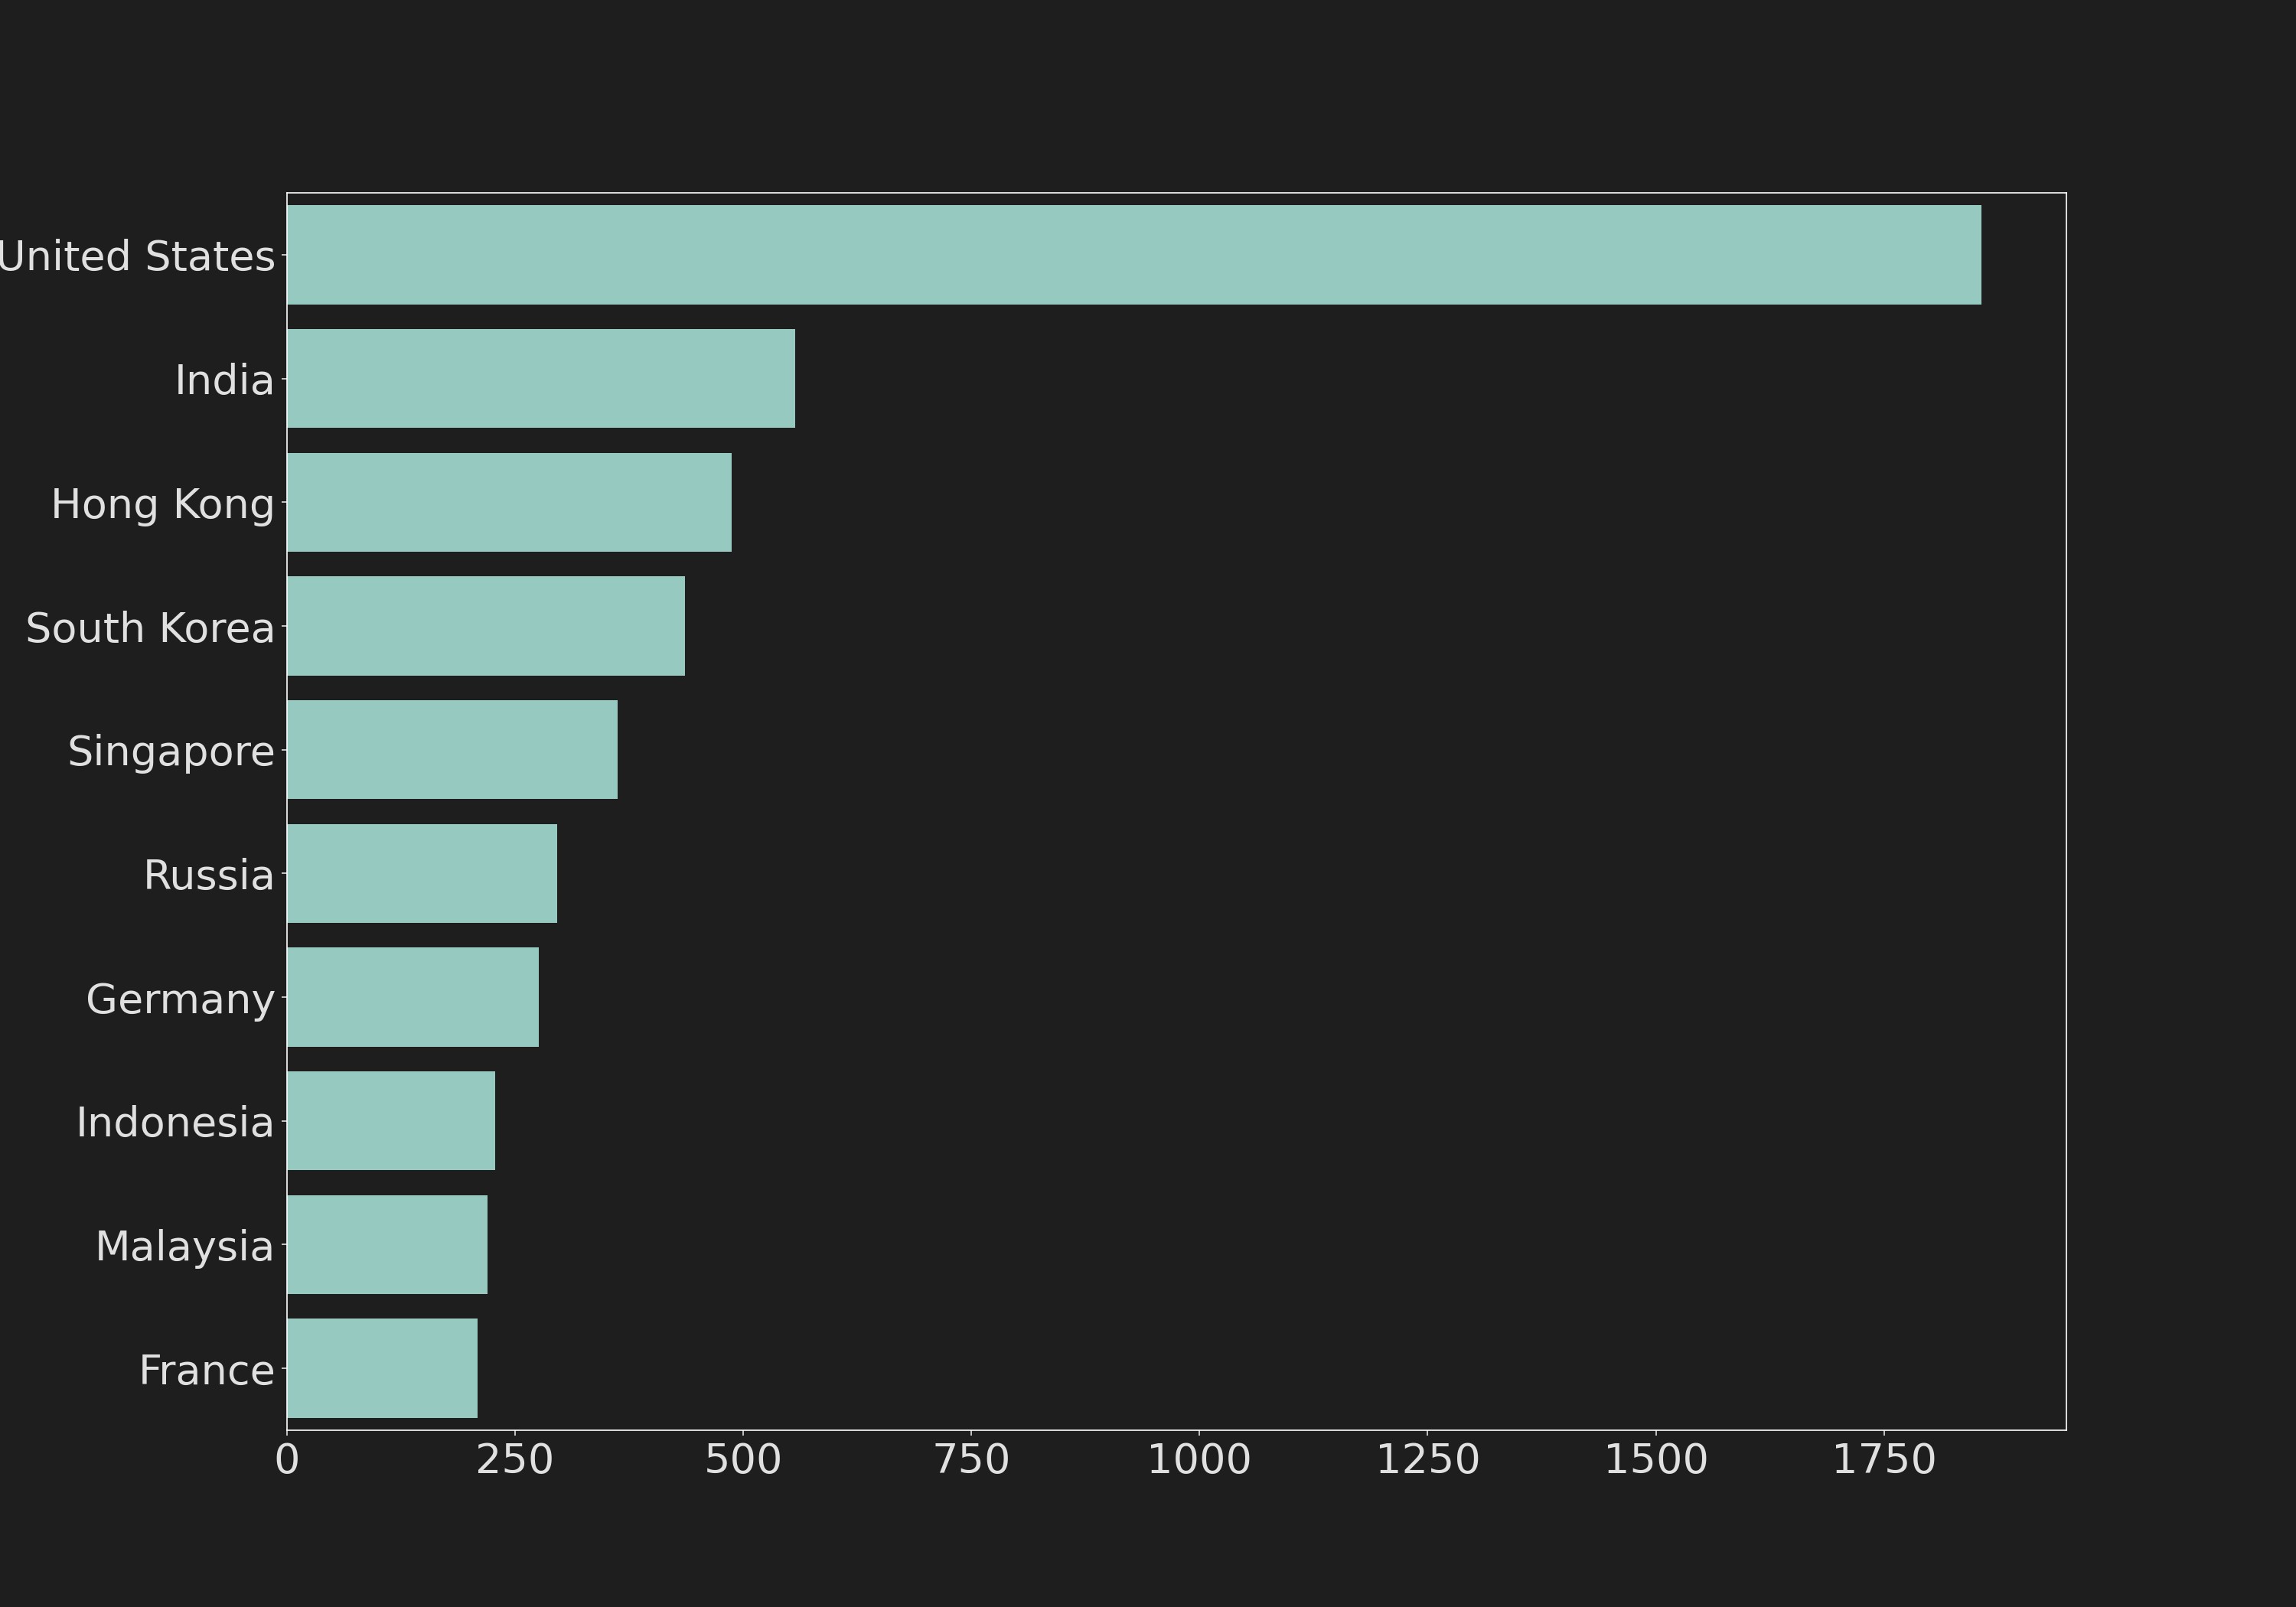 United States
India
Hong Kong
South Korea
Singapore
Russia
Germany
Indonesia
Malaysia
France
0 250 500 750 1000 1250 1500 1750